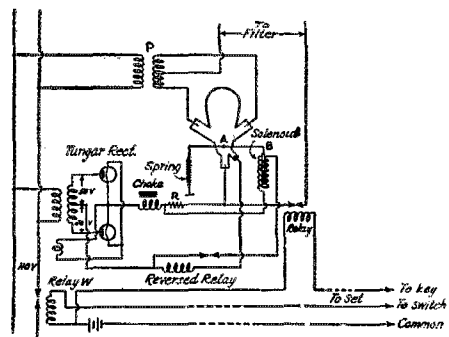 To
Filter
P
Solenoid
A
B
Tungar Rect.
Spring
Choke
R
Relay
110V
Relay W
Reversed Relay
To Set
To key
To Switch
Common